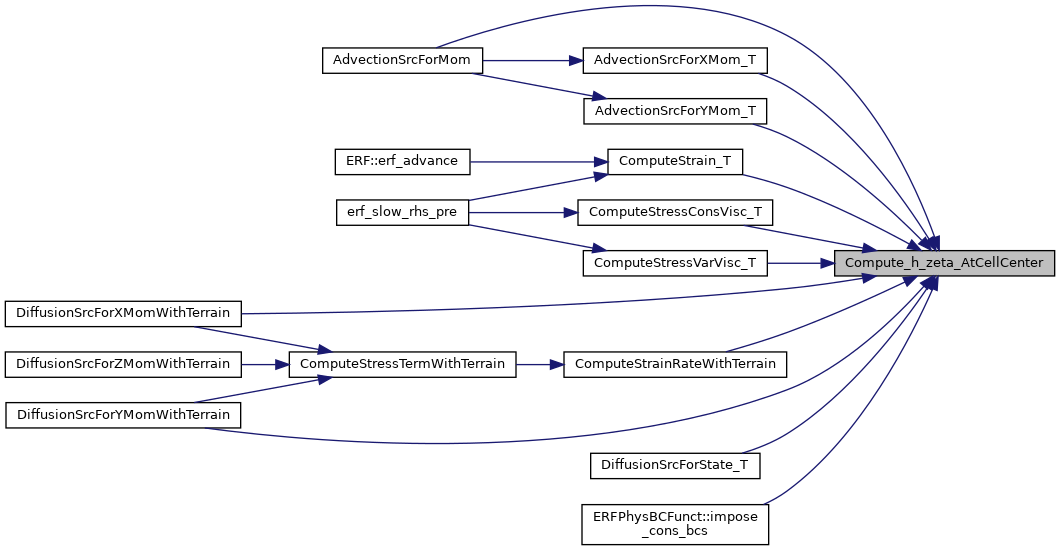 AdvectionSrcForMom
AdvectionSrcForXMom_T
AdvectionSrcForYMom_T
ERF::erf_advance
ComputeStrain_T
erf_slow_rhs_pre
ComputeStressConsVisc_T
ComputeStressVarVisc_T
Compute_h_zeta_AtCellCenter
DiffusionSrcForXMomWithTerrain
DiffusionSrcForZMomWithTerrain
ComputeStressTermWithTerrain
ComputeStrainRateWithTerrain
DiffusionSrcForYMomWithTerrain
DiffusionSrcForState_T
ERFPhysBCFunct::impose
_cons_bcs